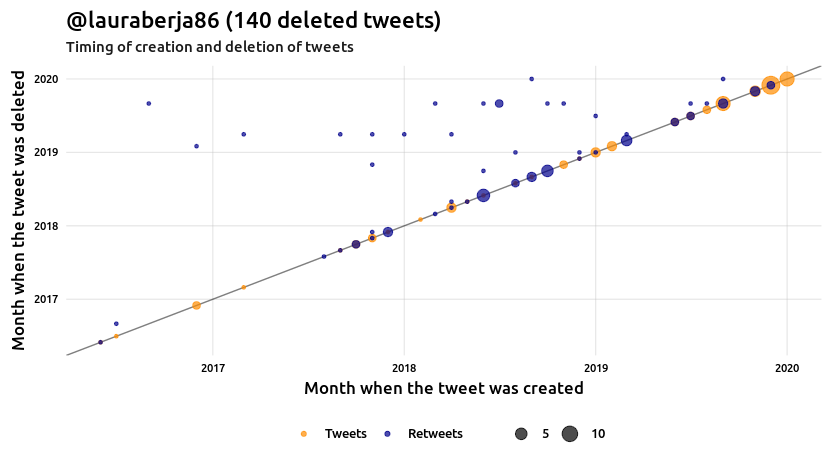 @lauraberja86 (140 deleted tweets)
Timing of creation and deletion of tweets
Month when the tweet was deleted
2020
2019
2018
2017
2017 2018 2019 2020
Month when the tweet was created
Tweets Retweets 5 10